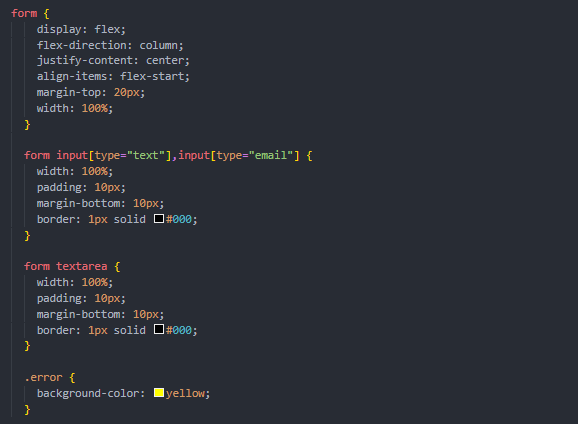 form {
display: flex;
flex-direction: column;
justify-content: center;
align-items: flex-start;
margin-top: 20px;
width: 100%;
}
form input[type="text"],input[type="email"] {
width: 100%;
padding: 10px;
margin-bottom: 10px;
border: 1px solid #000;
}
form textarea {
width: 100%;
padding: 10px;
margin-bottom: 10px;
border: 1px solid #000;
}
.error {
background-color: yellow;
}